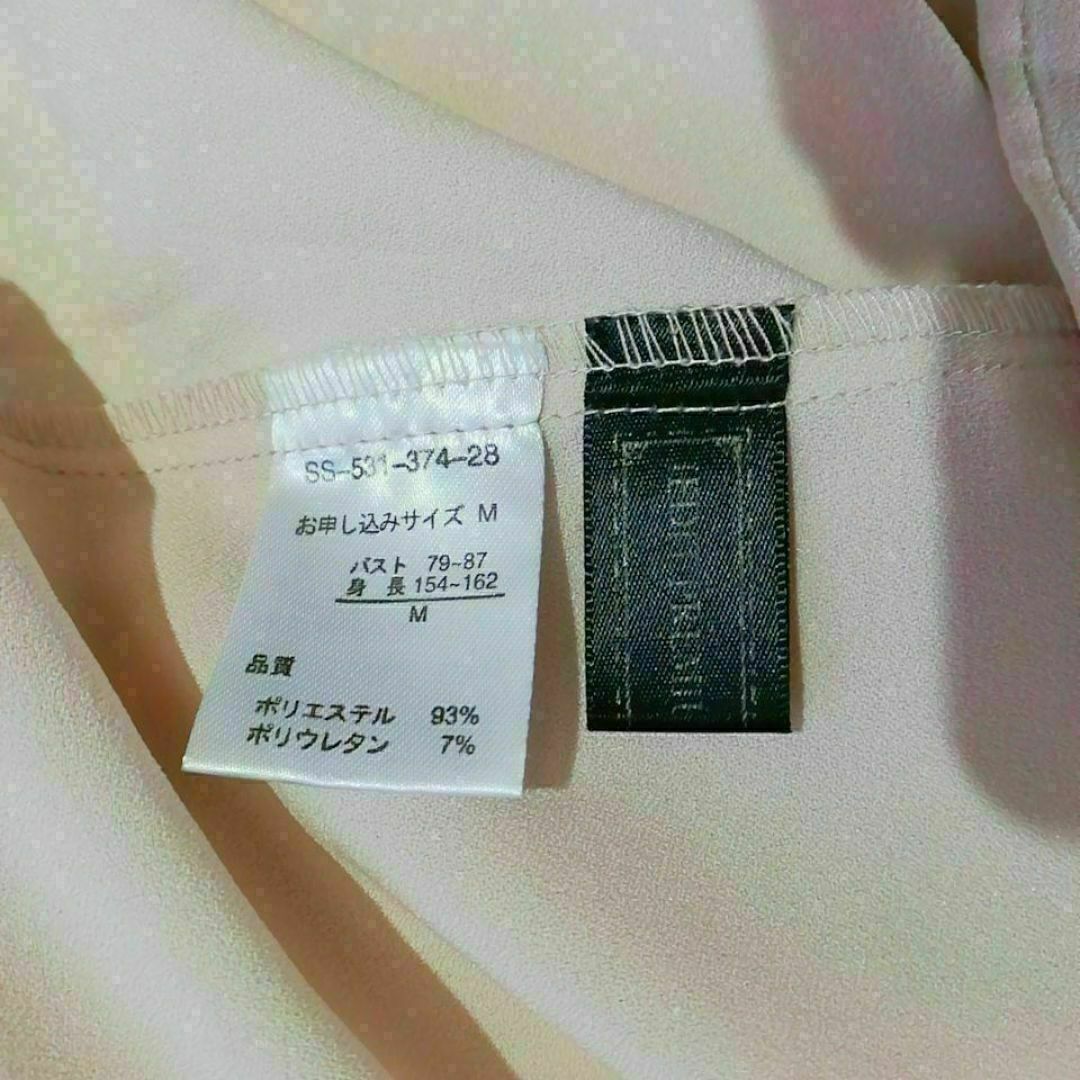 SS-531-374-28
お申し込みサイズ M
バスト 79~87
身 長 154~162
M
品質
ポリエステル 93%
ポリウレタン 7%